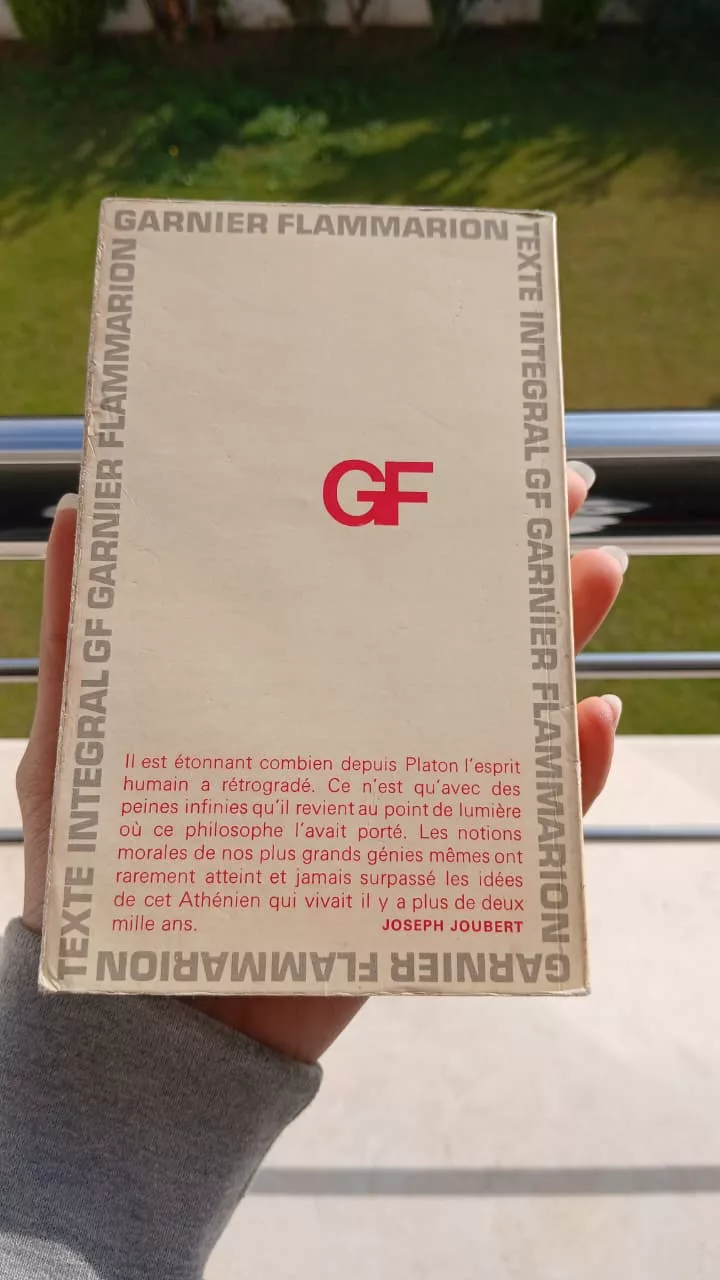 GARNIER FLAMMARION
TEXTE INTEGRAL GF GARNIER FLAMMARION
GARNIER FLAMMARION
TEXTE INTEGRAL GF GARNIER FLAMMARION
GF
Il est étonnant combien depuis Platon l'esprit
humain a rétrogradé. Ce n'est qu'avec des
peines infinies qu'il revient au point de lumière
où ce philosophe l'avait porté. Les notions
morales de nos plus grands génies mêmes ont
rarement atteint et jamais surpassé les idées
de cet Athénien qui vivait il y a plus de deux
mille ans.
JOSEPH JOUBERT